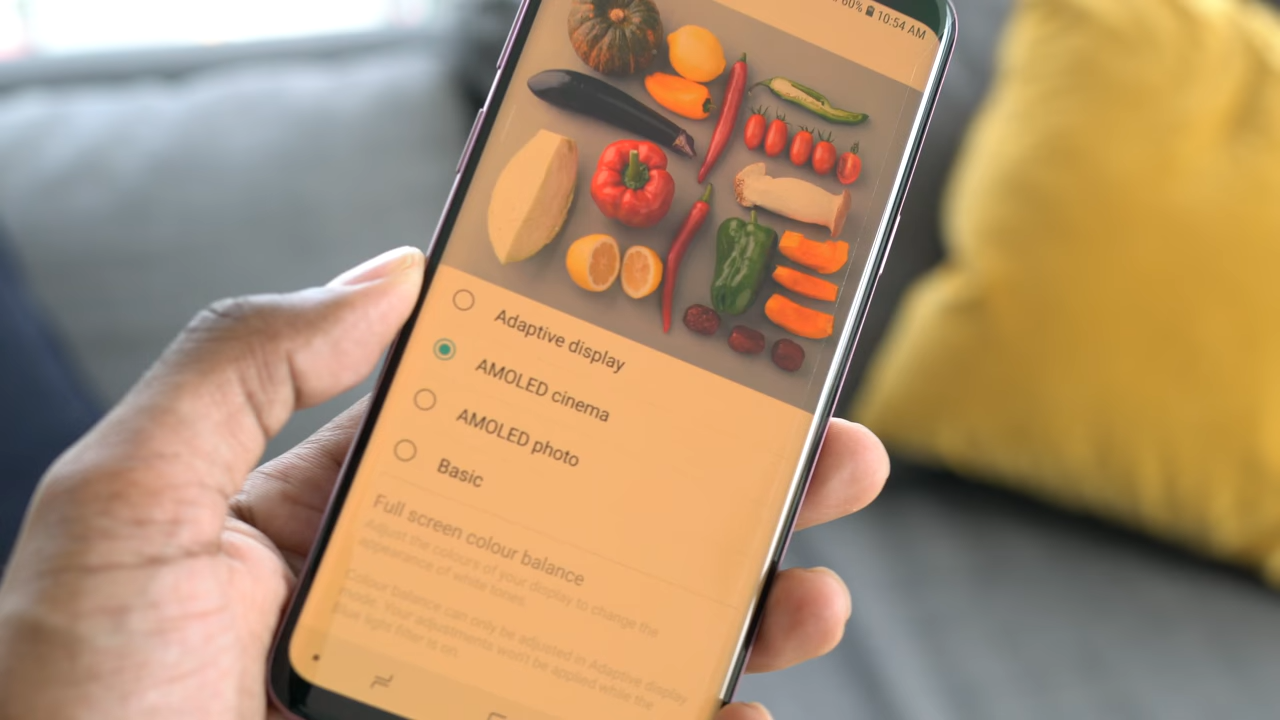 60% 10:54 AM
Adaptive display
AMOLED cinema
AMOLED photo
Basic
Full screen colour balance
Adjust the colours of your display to change the
appearance of white tones.
Colour balance can only be adjusted in Adaptive display
mode. Your adjustments won't be applied while the
blue light filter is on.